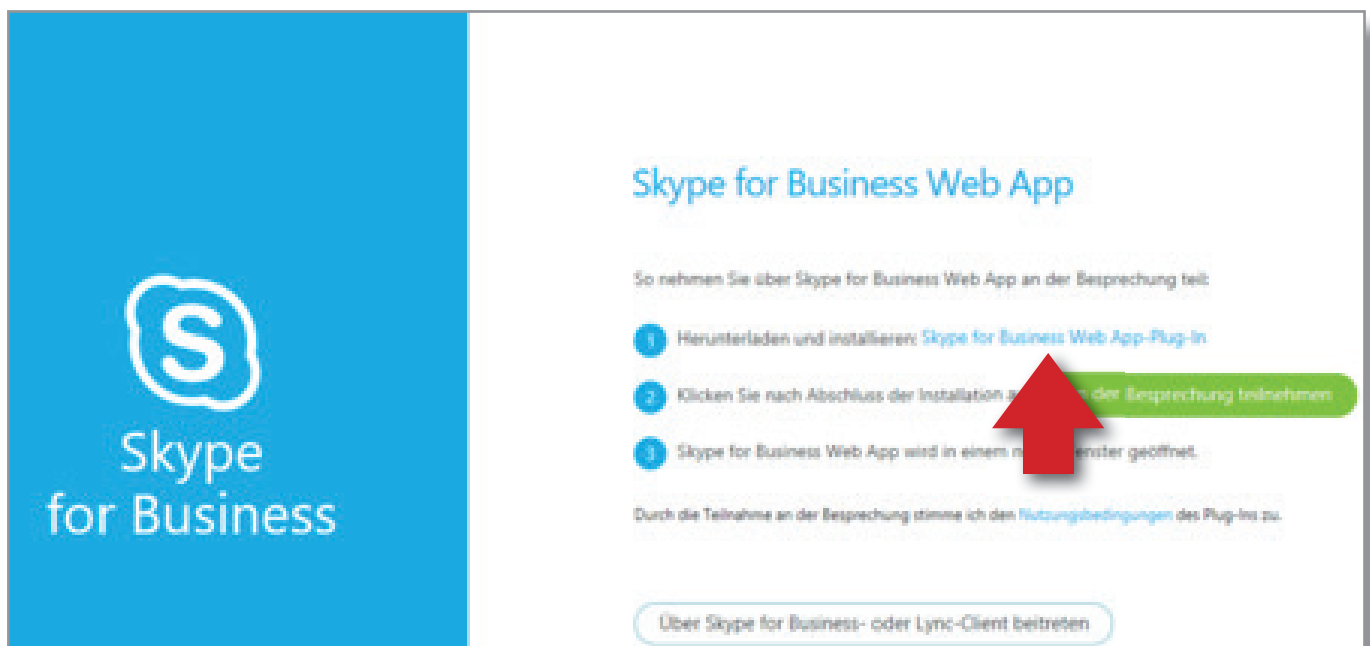 Skype
for Business
Skype for Business Web App
So nehmen Sie über Skype for Business Web App an der Besprechung teil:
1 Herunterladen und installieren: Skype for Business Web App-Plug-In
2 Klicken Sie nach Abschluss der Installation der Besprechung teilnehmen
3 Skype for Business Web App wird in einem geöffnet.
Durch die Teilnahme an der Besprechung stimme ich den Nutzungsbedingungen des Plug-Ins zu.
Über Skype for Business- oder Lync-Client beitreten